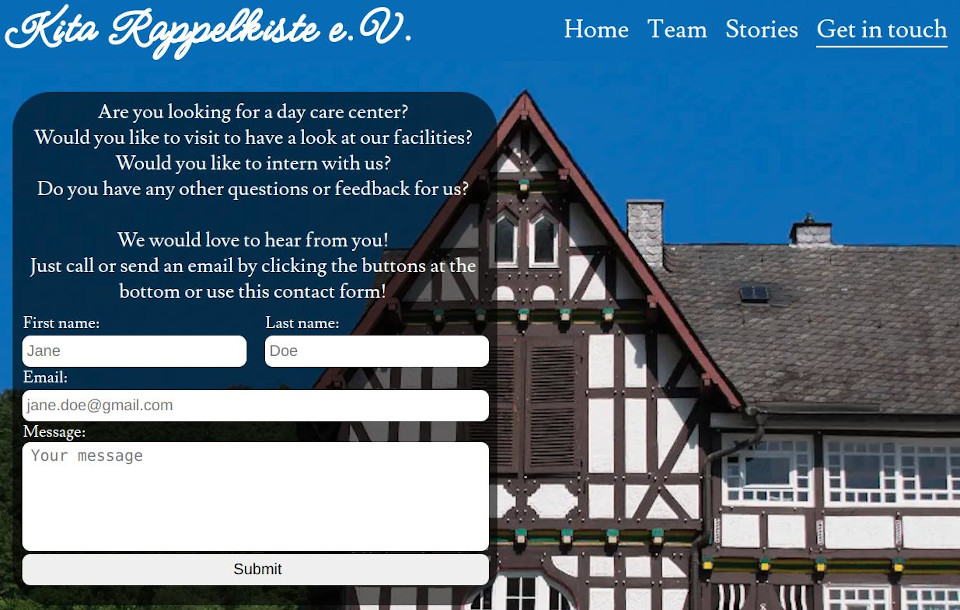 Kita Rappelkiste e.V.
Home Team Stories Get in touch
Are you looking for a day care center?
Would you like to visit to have a look at our facilities?
Would you like to intern with us?
Do you have any other questions or feedback for us?
We would love to hear from you!
Just call or send an email by clicking the buttons at the
bottom or use this contact form!
First name: Last name:
Jane Doe
Email:
jane.doe@gmail.com
Message:
Your message
Submit